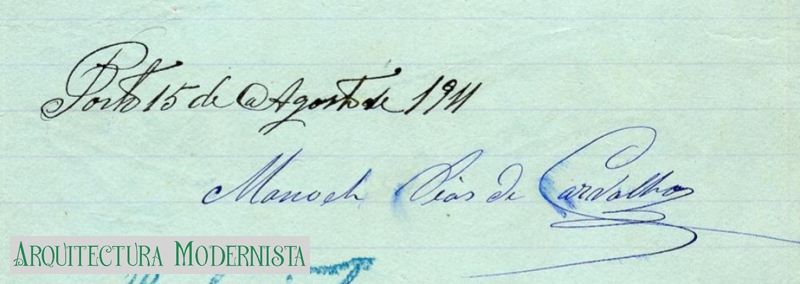 Porto 15 de Agosto de 1911
Manoel Dias de Carvalho
ARQUITECTURA MODERNISTA